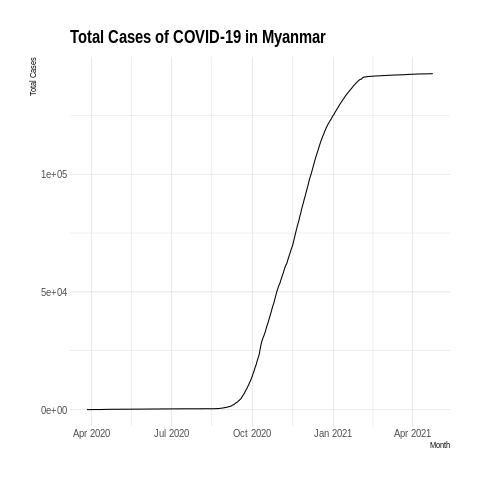 Total Cases of COVID-19 in Myanmar
Total Cases
1e+05
5e+04
0e+00
Apr 2020 Jul 2020 Oct 2020 Jan 2021 Apr 2021
Month